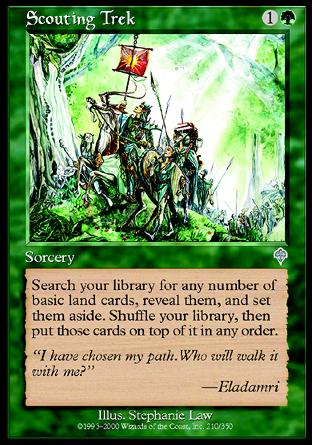 Scouting Trek 1
Sorcery
Search your library for any number of
basic land cards, reveal them, and set
them aside. Shuffle your library, then
put those cards on top of it in any order.
“I have chosen my path. Who will walk it
with me?”
—Eladamri
Illus. Stephanie Law
©1993–2000 Wizards of the Coast, Inc. 210/350